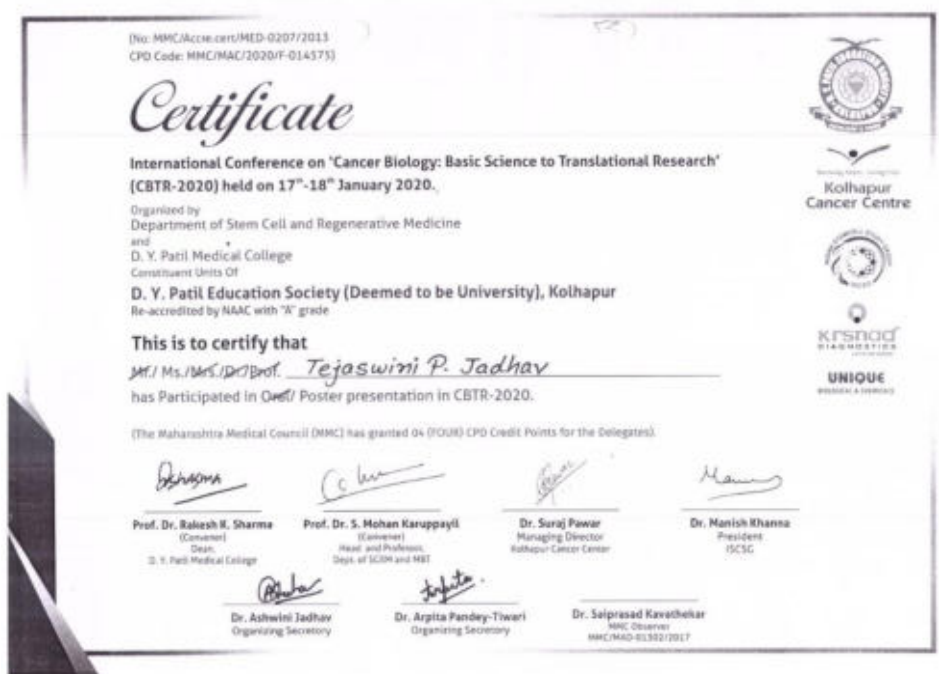 (No: MMC/Accre.cert/MED-0207/2013
CPD Code: MMC/MAC/2020/F-014575)
Certificate
International Conference on 'Cancer Biology: Basic Science to Translational Research'
(CBTR-2020) held on 17th-18th January 2020.
Organized by
Department of Stem Cell and Regenerative Medicine
and
D. Y. Patil Medical College
Constituent Units Of
D. Y. Patil Education Society (Deemed to be University), Kolhapur
Re-accredited by NAAC with "A" grade
This is to certify that
Mr./ Ms./Mrs./Dr./Prof. Tejaswini P. Jadhav
has Participated in Oral/ Poster presentation in CBTR-2020.
(The Maharashtra Medical Council (MMC) has granted 04 (FOUR) CPD Credit Points for the Delegates).
Prof. Dr. Rakesh K. Sharma
(Convener)
Dean,
D. Y. Patil Medical College
Prof. Dr. S. Mohan Karuppayil
(Convener)
Head and Professor,
Dept. of SCRM and MBT
Dr. Suraj Pawar
Managing Director
Kolhapur Cancer Center
Dr. Manish Khanna
President
ISCSG
Dr. Ashwini Jadhav
Organizing Secretory
Arpita
Dr. Arpita Pandey-Tiwari
Organizing Secretory
Dr. Saiprasad Kavathekar
MMC Observer
MMC/MAO-01302/2017
Kolhapur
Cancer Centre
krsnaa
DIAGNOSTICS
UNIQUE